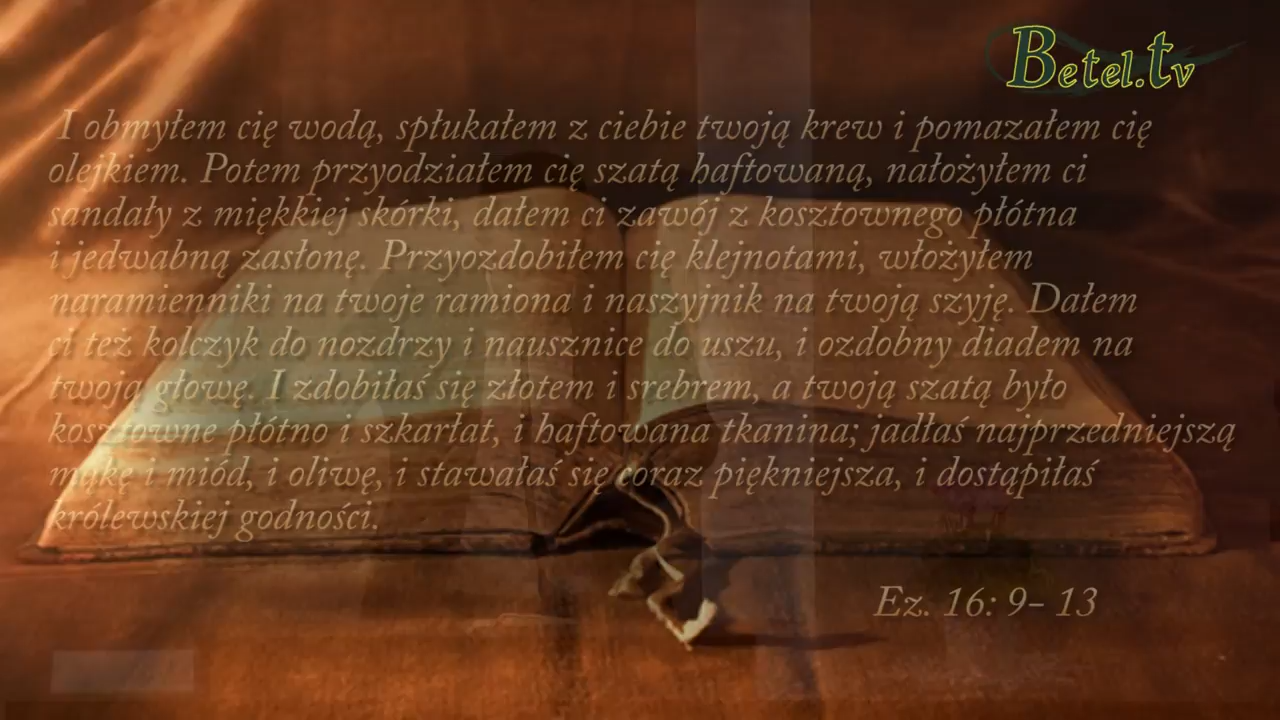 Betel.tv
I obmyłem cię wodą, spłukałem z ciebie twoją krew i pomazałem cię
olejkiem. Potem przyodziałem cię szatą haftowaną, nałożyłem ci
sandały z miękkiej skórki, dałem ci zawój z kosztownego płótna
i jedwabną zasłonę. Przyozdobiłem cię klejnotami, włożyłem
naramienniki na twoje ramiona i naszyjnik na twoją szyję. Dałem
ci też kolczyk do nozdrzy i nausznice do uszu, i ozdobny diadem na
twoją głowę. I zdobiłaś się złotem i srebrem, a twoją szatą było
kosztowne płótno i szkarłat, i haftowana tkanina; jadłaś najprzedniejszą
mąkę i miód, i oliwę, i stawałaś się coraz piękniejsza, i dostąpiłaś
królewskiej godności.
Ez. 16: 9- 13